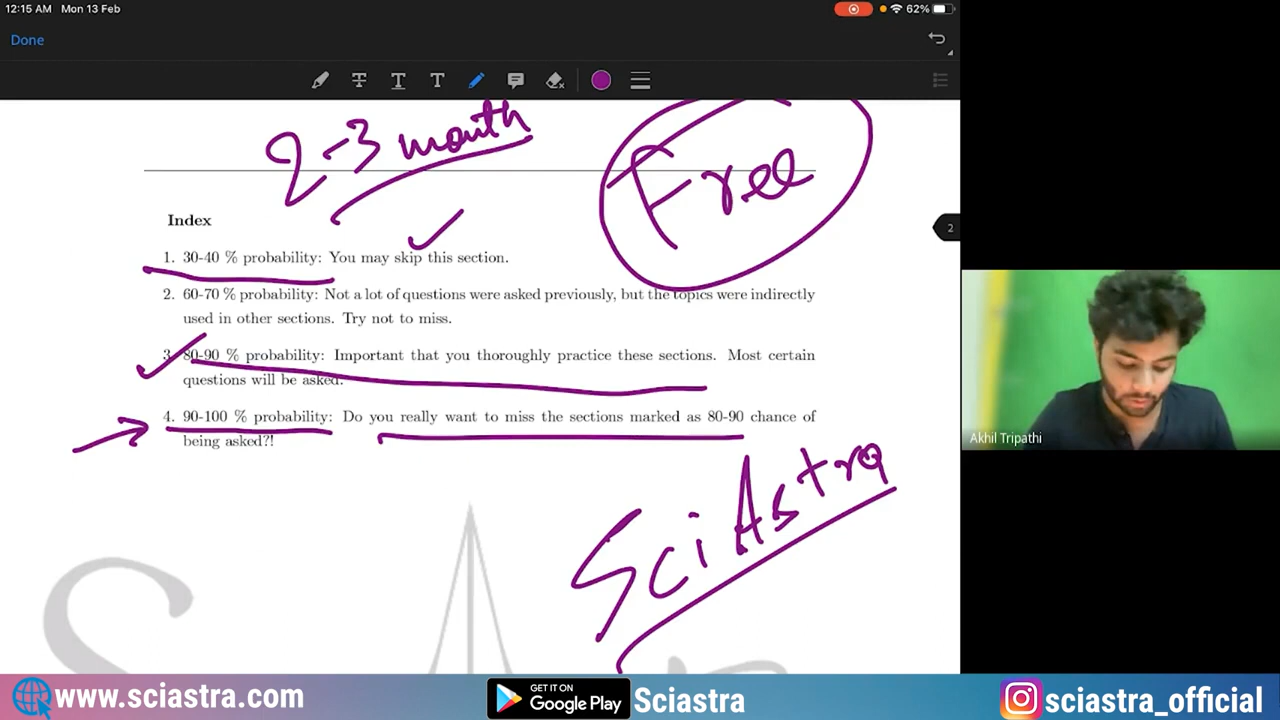 12:15 AM Mon 13 Feb
62%
Done
2-3 month
Free
Index
2
1. 30-40 % probability: You may skip this section.
2. 60-70 % probability: Not a lot of questions were asked previously, but the topics were indirectly
used in other sections. Try not to miss.
3. 80-90 % probability: Important that you thoroughly practice these sections. Most certain
questions will be asked.
4. 90-100 % probability: Do you really want to miss the sections marked as 80-90 chance of
being asked?!
Akhil Tripathi
SciAstra
www.sciastra.com
GET IT ON
Google Play
Sciastra
sciastra_official